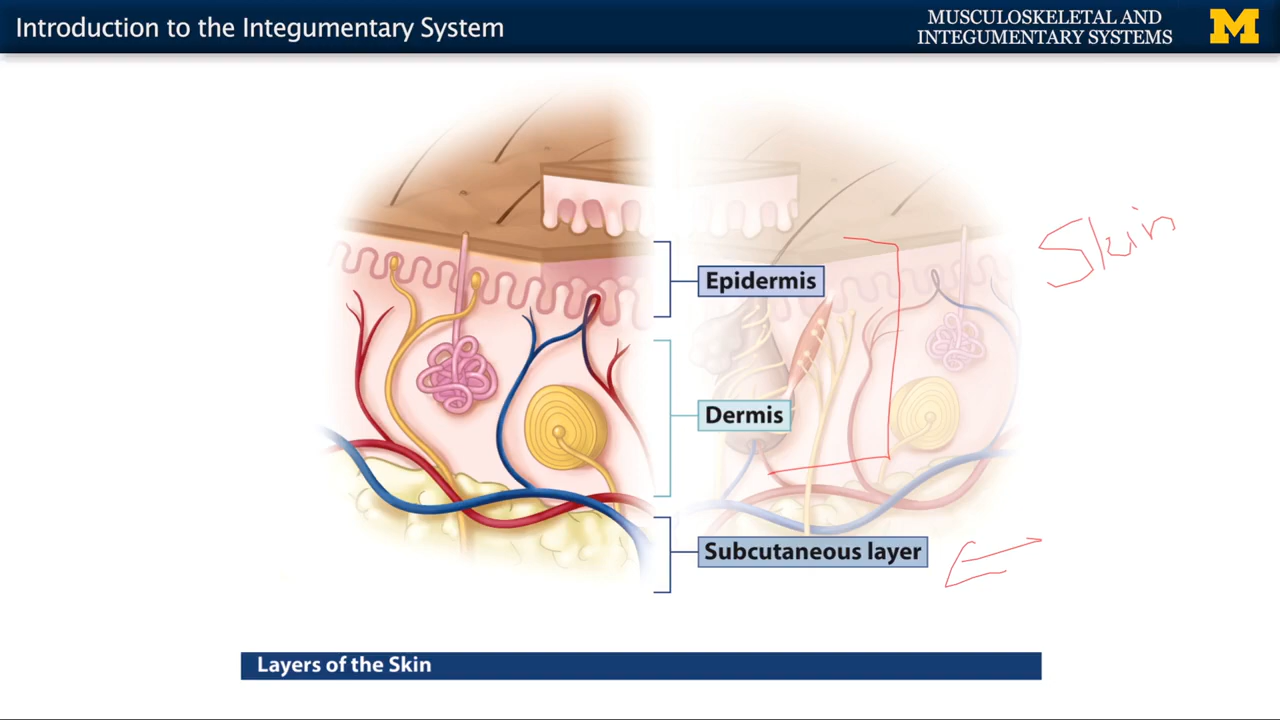 Introduction to the Integumentary System
MUSCULOSKELETAL AND
INTEGUMENTARY SYSTEMS
M
Skin
Epidermis
Dermis
Subcutaneous layer
Layers of the Skin